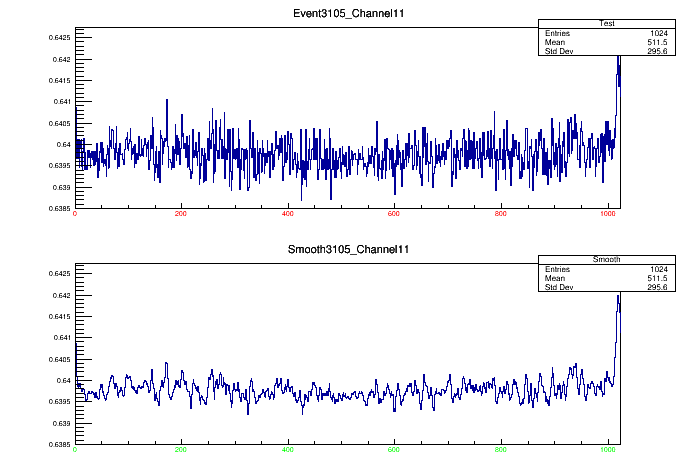 Event3105_Channel11
Test
Entries 1024
Mean 511.5
Std Dev 295.6
0.6425
0.642
0.6415
0.641
0.6405
0.64
0.6395
0.639
0.6385
0 200 400 600 800 1000
Smooth3105_Channel11
Smooth
Entries 1024
Mean 511.5
Std Dev 295.6
0.6425
0.642
0.6415
0.641
0.6405
0.64
0.6395
0.639
0.6385
0 200 400 600 800 1000